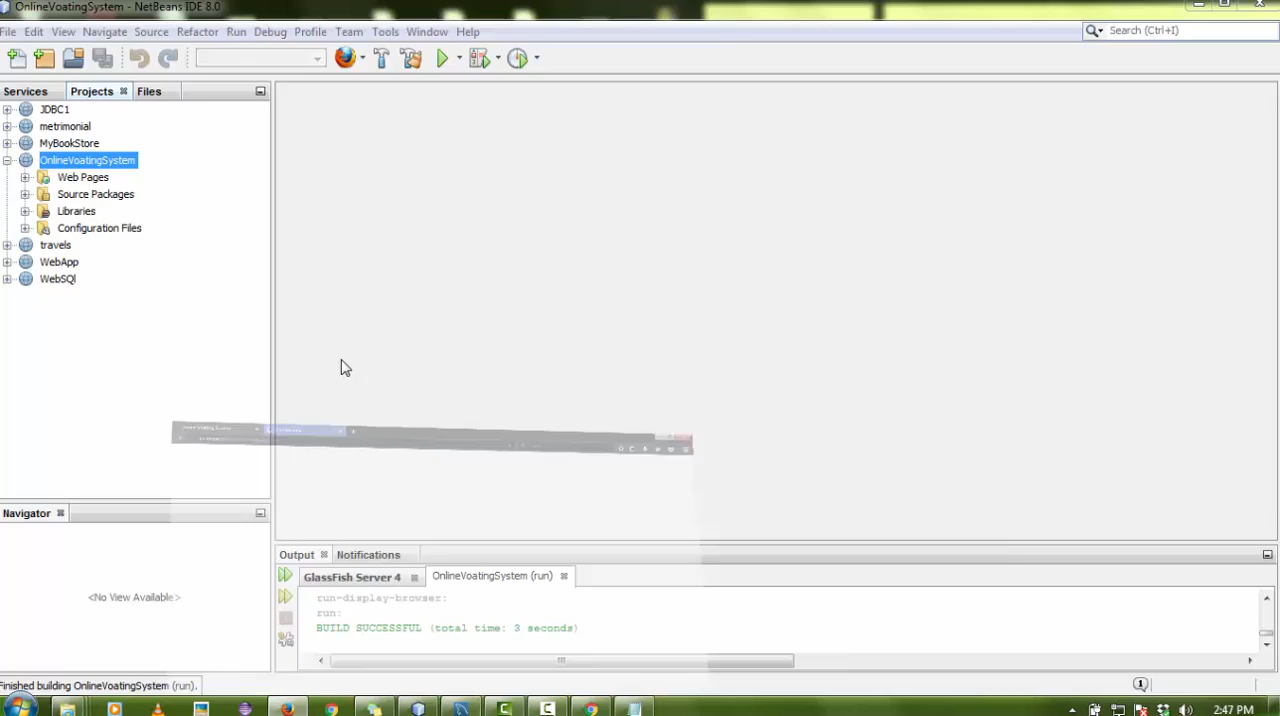 OnlineVoatingSystem - NetBeans IDE 8.0
File Edit View Navigate Source Refactor Run Debug Profile Team Tools Window Help
Search (Ctrl+I)
Services Projects Files
JDBC1
metrimonial
MyBookStore
OnlineVoatingSystem
Web Pages
Source Packages
Libraries
Configuration Files
travels
WebApp
WebSQl
Navigator
<No View Available>
Output Notifications
GlassFish Server 4 OnlineVoatingSystem (run)
run-display-browser:
run:
BUILD SUCCESSFUL (total time: 3 seconds)
Finished building OnlineVoatingSystem (run).
1
2:47 PM